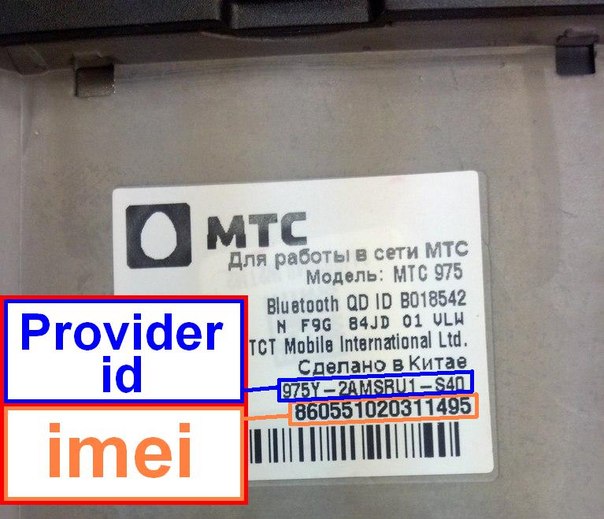 МТС
Для работы в сети МТС
Модель: МТС 975
Bluetooth QD ID B018542
N F9G 84JD 01 VLW
TCT Mobile International Ltd.
Сделано в Китае
Provider
id
975Y-2AMSRU1-S40
imei
860551020311495